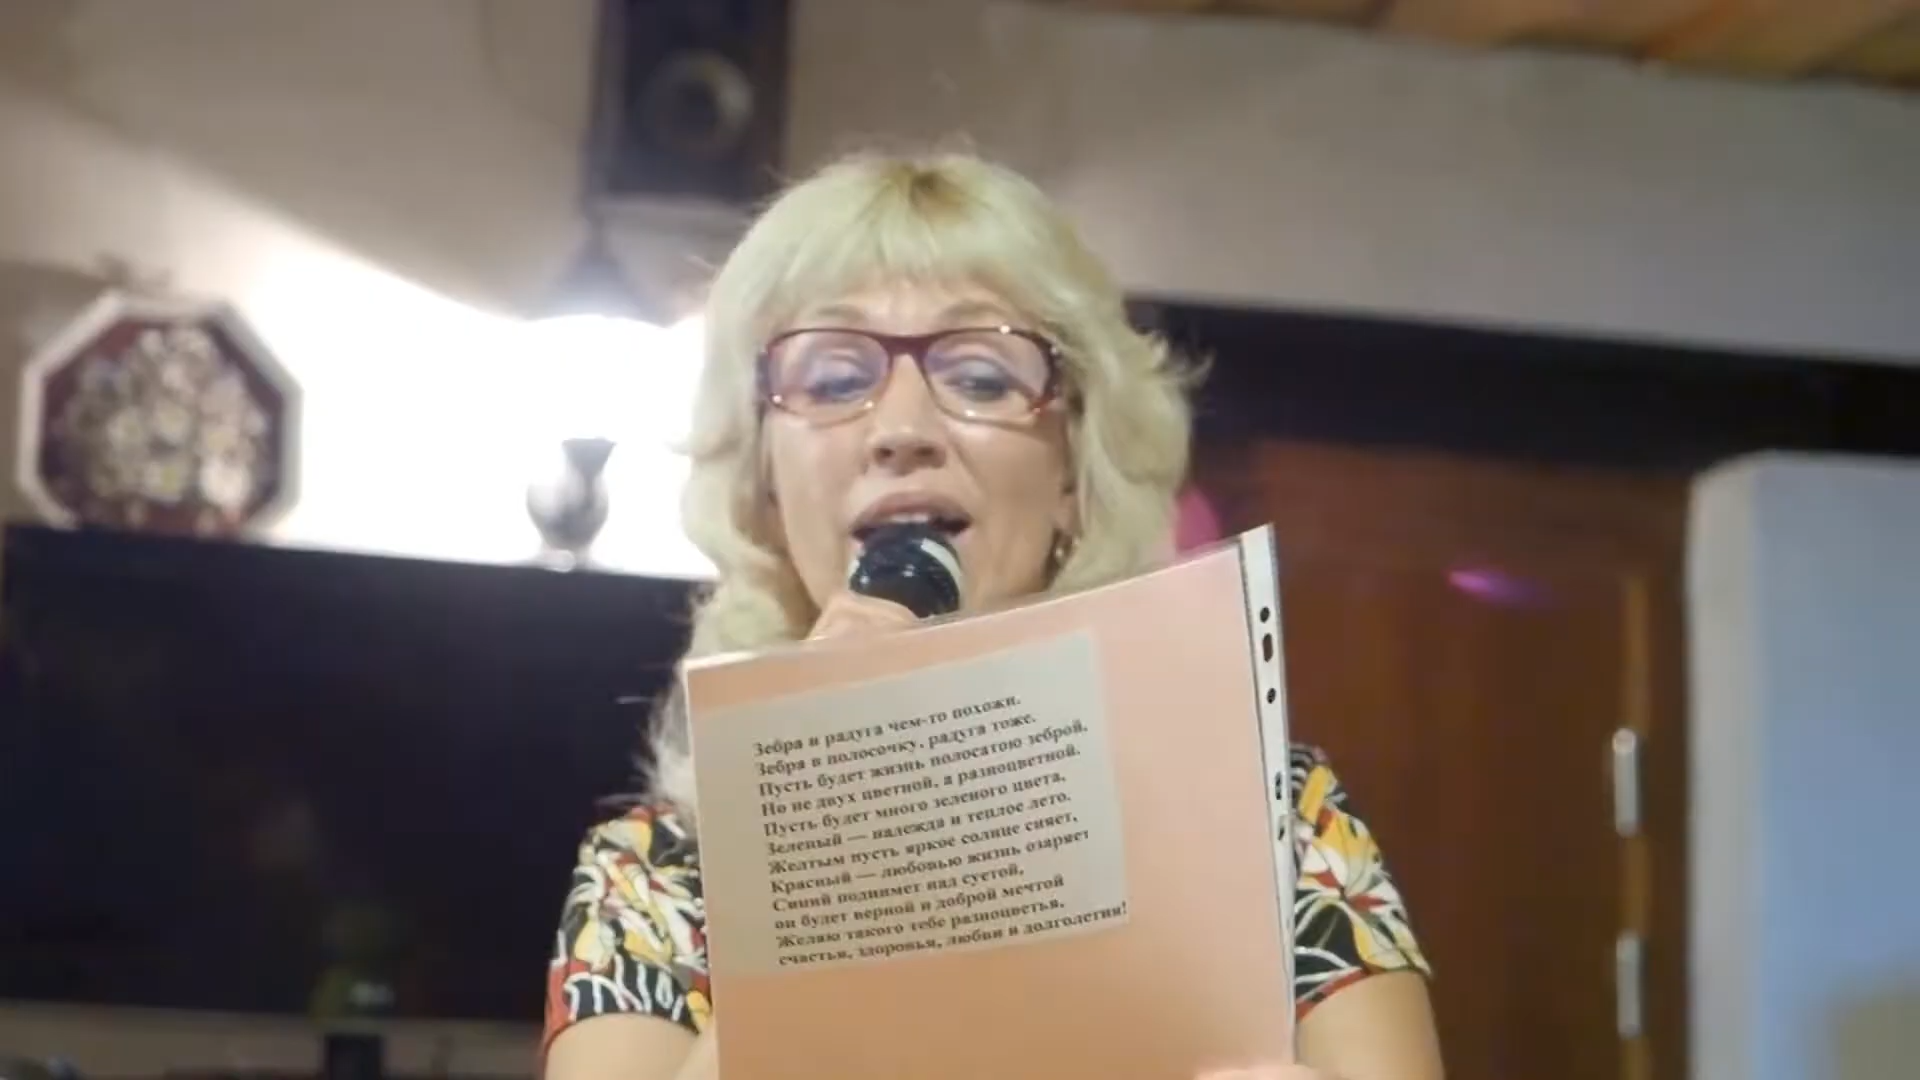 Зебра и радуга чем-то похожи.
Зебра в полосочку, радуга тоже.
Пусть будет жизнь полосатою зеброй.
Но не двух цветной, а разноцветной.
Пусть будет много зеленого цвета,
Зеленый — надежда и теплое лето.
Желтым пусть яркое солнце сияет,
Красный — любовью жизнь озаряет
Синий поднимет над суетой,
он будет верной и доброй мечтой
Желаю такого тебе разноцветья,
счастья, здоровья, любви и долголетия!